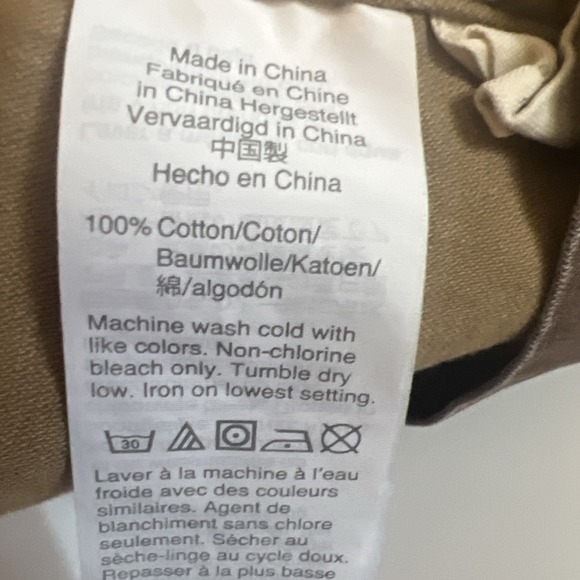 Made in China
Fabriqué en Chine
in China Hergestellt
Vervaardigd in China
中国製
Hecho en China
100% Cotton/Coton/
Baumwolle/Katoen/
綿/algodón
Machine wash cold with
like colors. Non-chlorine
bleach only. Tumble dry
low. Iron on lowest setting.
30
Laver à la machine à l'eau
froide avec des couleurs
similaires. Agent de
blanchiment sans chlore
seulement. Sécher au
sèche-linge au cycle doux.
Repasser à la plus basse